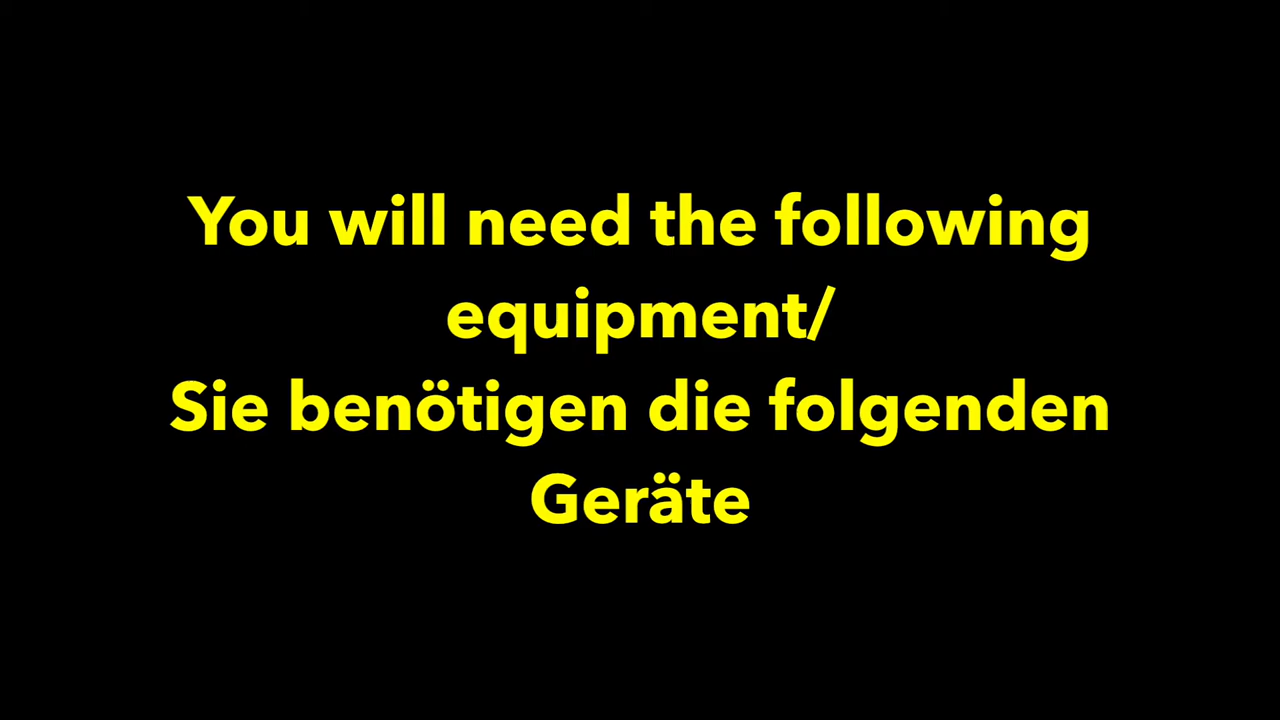 You will need the following
equipment/
Sie benötigen die folgenden
Geräte